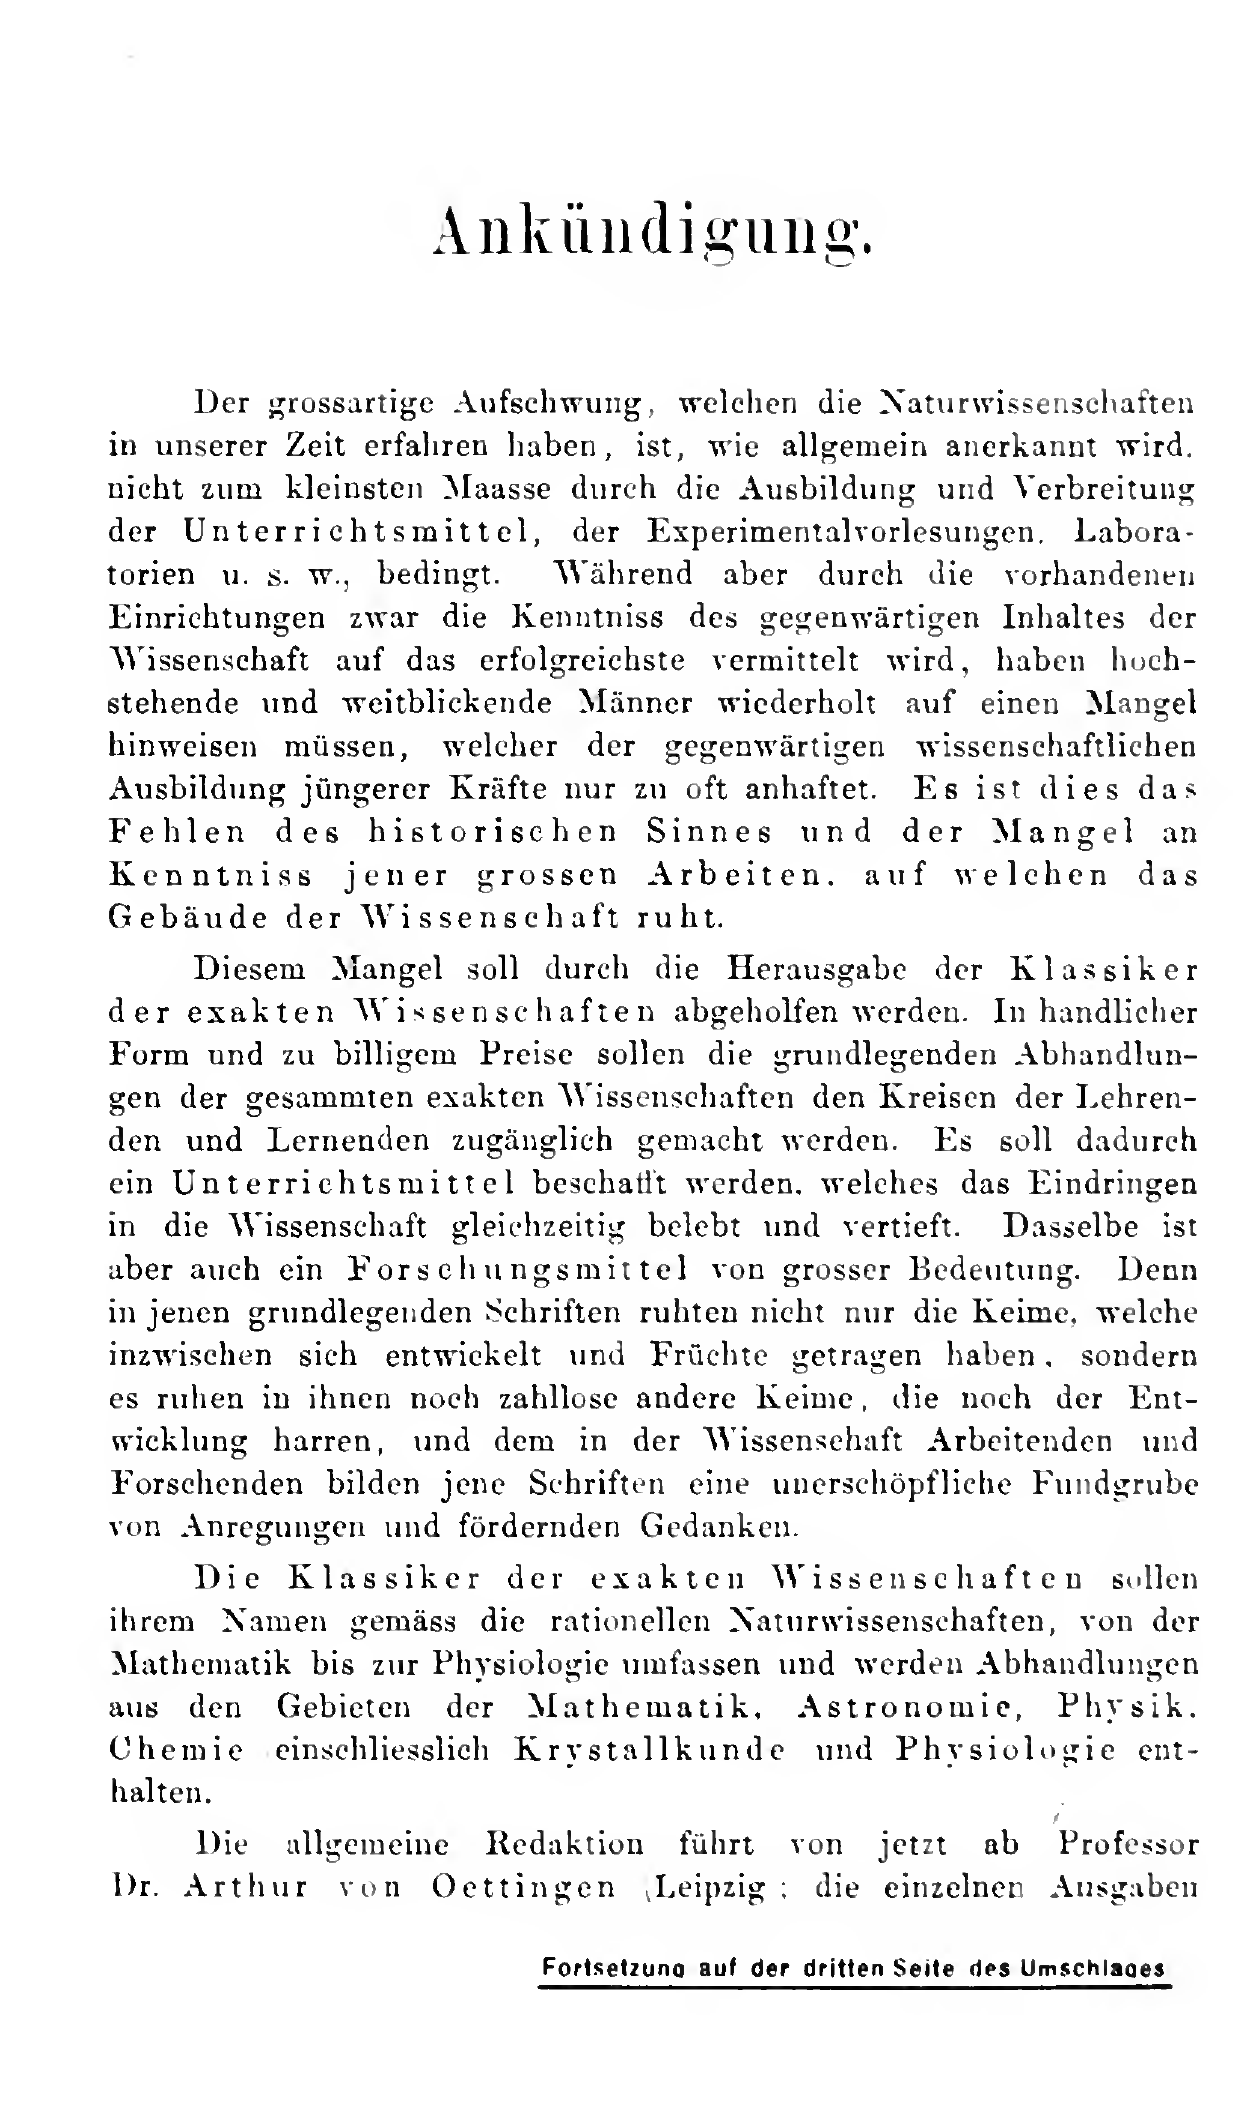 Ankündigung.
Der grossartige Aufschwung, welchen die Naturwissenschaften
in unserer Zeit erfahren haben, ist, wie allgemein anerkannt wird,
nicht zum kleinsten Maasse durch die Ausbildung und Verbreitung
der Unterrichtsmittel, der Experimentalvorlesungen, Labora-
torien u. s. w., bedingt. Während aber durch die vorhandenen
Einrichtungen zwar die Kenntniss des gegenwärtigen Inhaltes der
Wissenschaft auf das erfolgreichste vermittelt wird, haben hoch-
stehende und weitblickende Männer wiederholt auf einen Mangel
hinweisen müssen, welcher der gegenwärtigen wissenschaftlichen
Ausbildung jüngerer Kräfte nur zu oft anhaftet. Es ist dies das
Fehlen des historischen Sinnes und der Mangel an
Kenntniss jener grossen Arbeiten, auf welchen das
Gebäude der Wissenschaft ruht.
Diesem Mangel soll durch die Herausgabe der Klassiker
der exakten Wissenschaften abgeholfen werden. In handlicher
Form und zu billigem Preise sollen die grundlegenden Abhandlun-
gen der gesammten exakten Wissenschaften den Kreisen der Lehren-
den und Lernenden zugänglich gemacht werden. Es soll dadurch
ein Unterrichtsmittel beschafft werden, welches das Eindringen
in die Wissenschaft gleichzeitig belebt und vertieft. Dasselbe ist
aber auch ein Forschungsmittel von grosser Bedeutung. Denn
in jenen grundlegenden Schriften ruhten nicht nur die Keime, welche
inzwischen sich entwickelt und Früchte getragen haben, sondern
es ruhen in ihnen noch zahllose andere Keime, die noch der Ent-
wicklung harren, und dem in der Wissenschaft Arbeitenden und
Forschenden bilden jene Schriften eine unerschöpfliche Fundgrube
von Anregungen und fördernden Gedanken.
Die Klassiker der exakten Wissenschaften sollen
ihrem Namen gemäss die rationellen Naturwissenschaften, von der
Mathematik bis zur Physiologie umfassen und werden Abhandlungen
aus den Gebieten der Mathematik, Astronomie, Physik,
Chemie einschliesslich Krystallkunde und Physiologie ent-
halten.
Die allgemeine Redaktion führt von jetzt ab Professor
Dr. Arthur von Oettingen (Leipzig); die einzelnen Ausgaben
Fortsetzung auf der dritten Seite des Umschlages